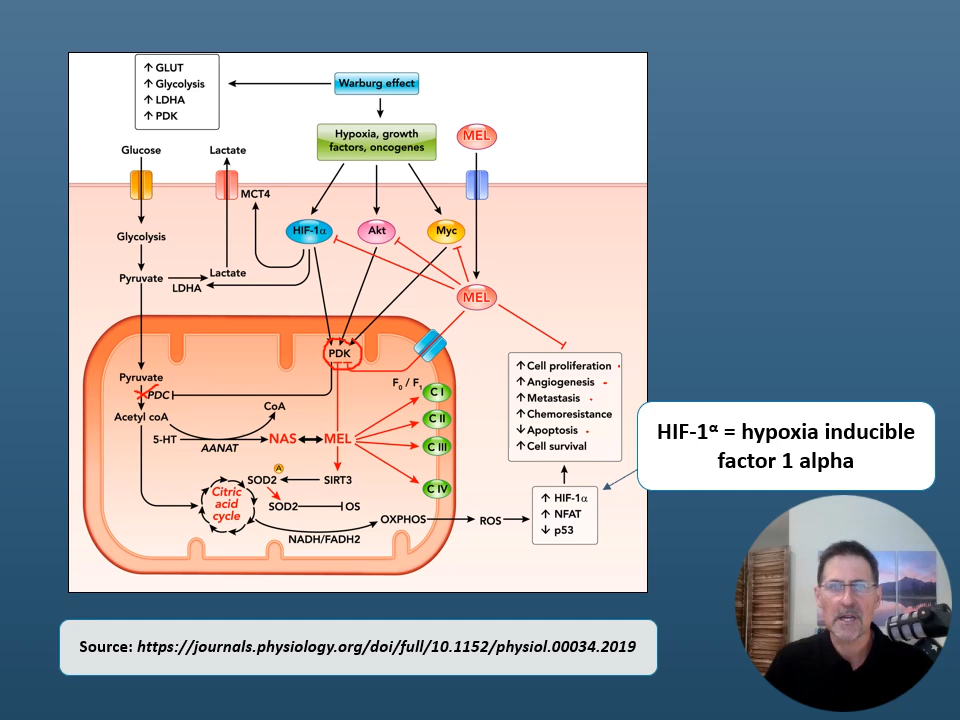 ↑ GLUT
↑ Glycolysis
↑ LDHA
↑ PDK
Warburg effect
Hypoxia, growth
factors, oncogenes
MEL
Glucose
Lactate
MCT4
HIF-1α
Akt
Myc
Glycolysis
Pyruvate
LDHA
Lactate
MEL
PDK
Pyruvate
PDC
Acetyl coA
CoA
5-HT
AANAT
NAS
MEL
F0 / F1
C I
C II
C III
C IV
↑ Cell proliferation
↑ Angiogenesis
↑ Metastasis
↑ Chemoresistance
↓ Apoptosis
↑ Cell survival
HIF-1α = hypoxia inducible
factor 1 alpha
A
SOD2
SIRT3
Citric
acid
cycle
SOD2
OS
NADH/FADH2
OXPHOS
ROS
↑ HIF-1α
↑ NFAT
↓ p53
Source: https://journals.physiology.org/doi/full/10.1152/physiol.00034.2019